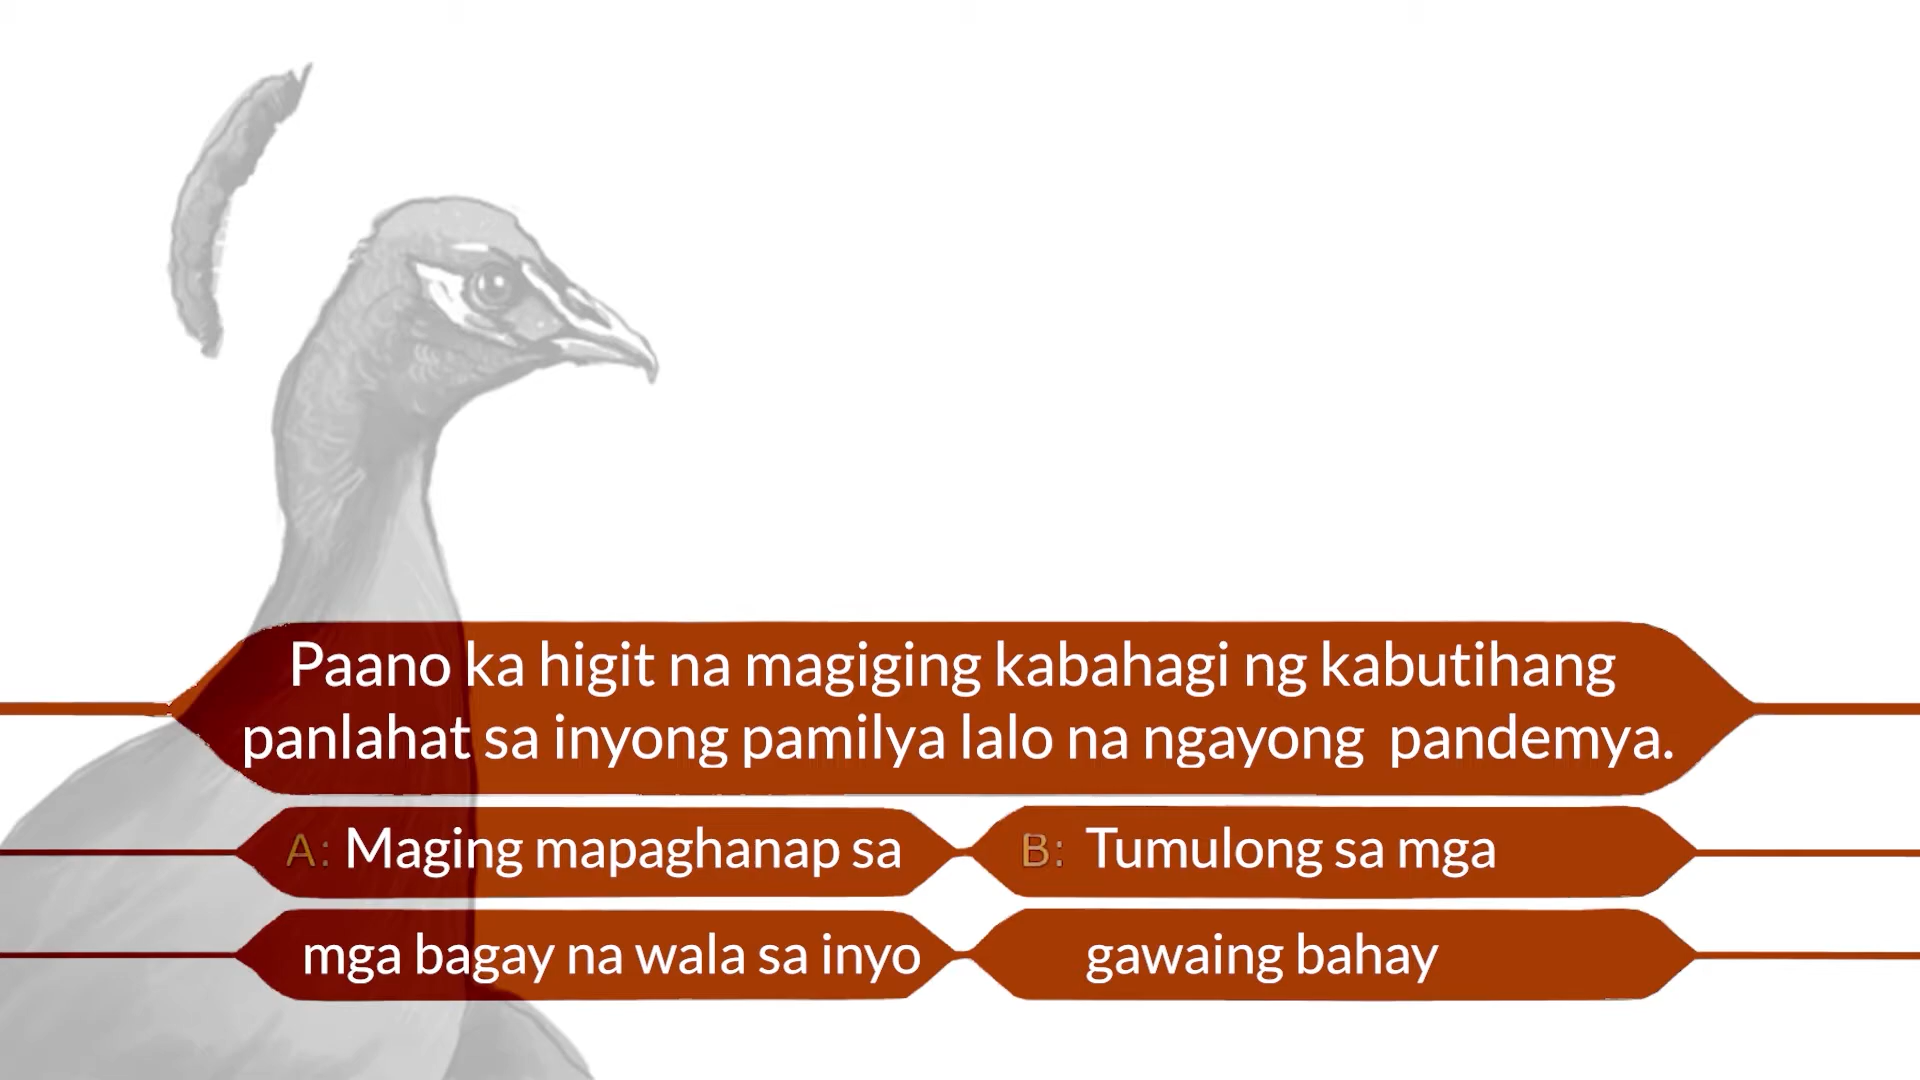 Paano ka higit na magiging kabahagi ng kabutihang
panlahat sa inyong pamilya lalo na ngayong pandemya.
A: Maging mapaghanap sa
mga bagay na wala sa inyo
B: Tumulong sa mga
gawaing bahay